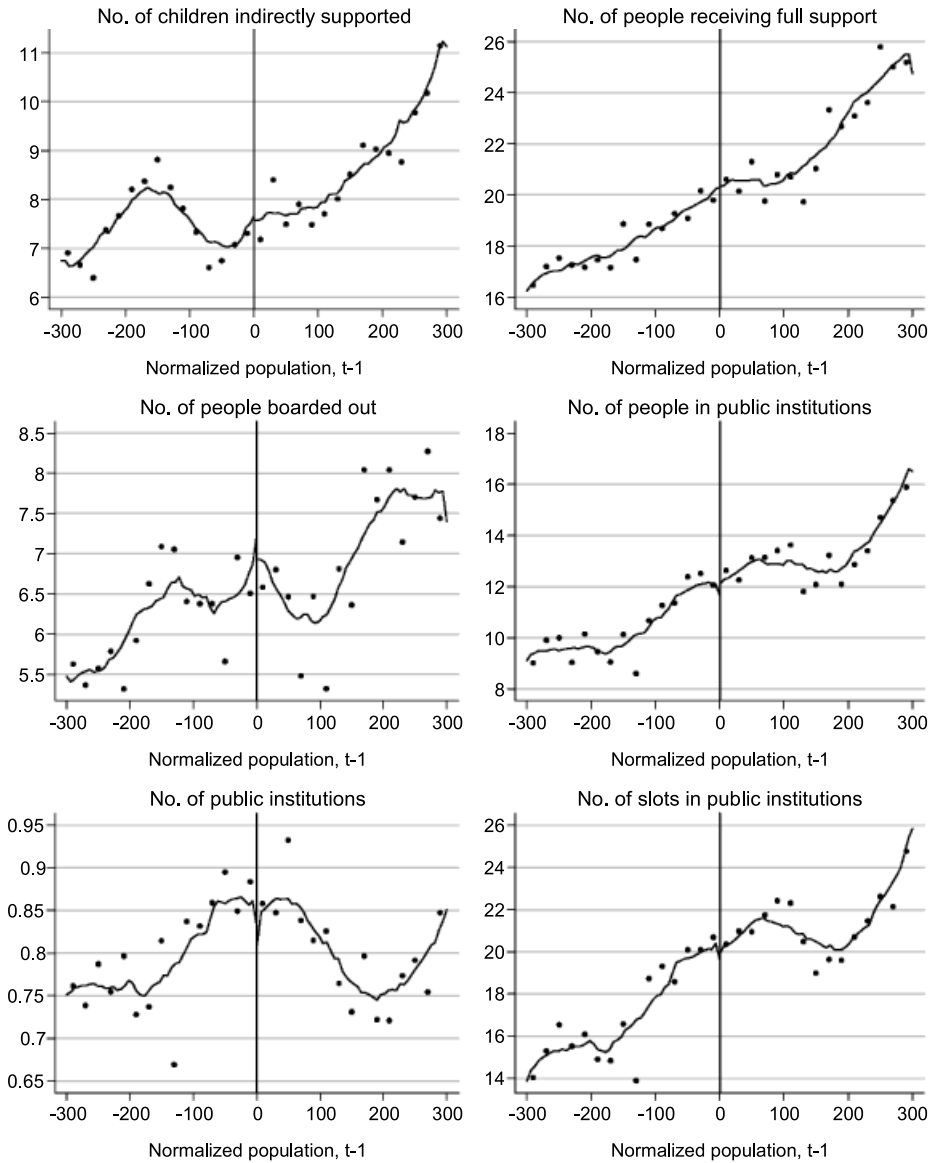 No. of children indirectly supported
11
10
9
8
7
6
-300 -200 -100 0 100 200 300
Normalized population, t-1
No. of people receiving full support
26
24
22
20
18
16
-300 -200 -100 0 100 200 300
Normalized population, t-1
No. of people boarded out
8.5
8
7.5
7
6.5
6
5.5
-300 -200 -100 0 100 200 300
Normalized population, t-1
No. of people in public institutions
18
16
14
12
10
8
-300 -200 -100 0 100 200 300
Normalized population, t-1
No. of public institutions
0.95
0.9
0.85
0.8
0.75
0.7
0.65
-300 -200 -100 0 100 200 300
Normalized population, t-1
No. of slots in public institutions
26
24
22
20
18
16
14
-300 -200 -100 0 100 200 300
Normalized population, t-1